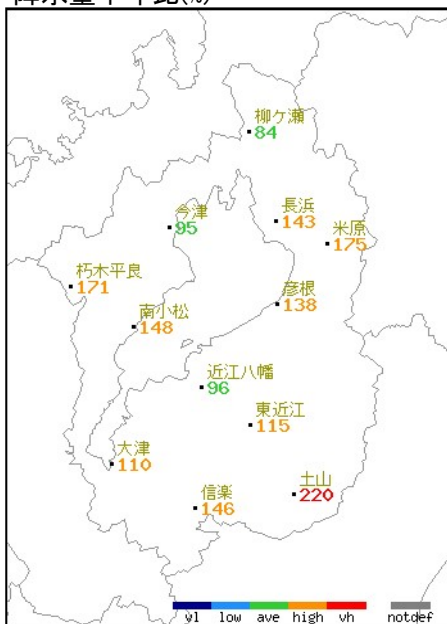 降水量平年比(%)
柳ケ瀬
84
今津
95
長浜
143
米原
175
朽木平良
171
彦根
138
南小松
148
近江八幡
96
東近江
115
大津
110
土山
220
信楽
146
vl low ave high vh notdef